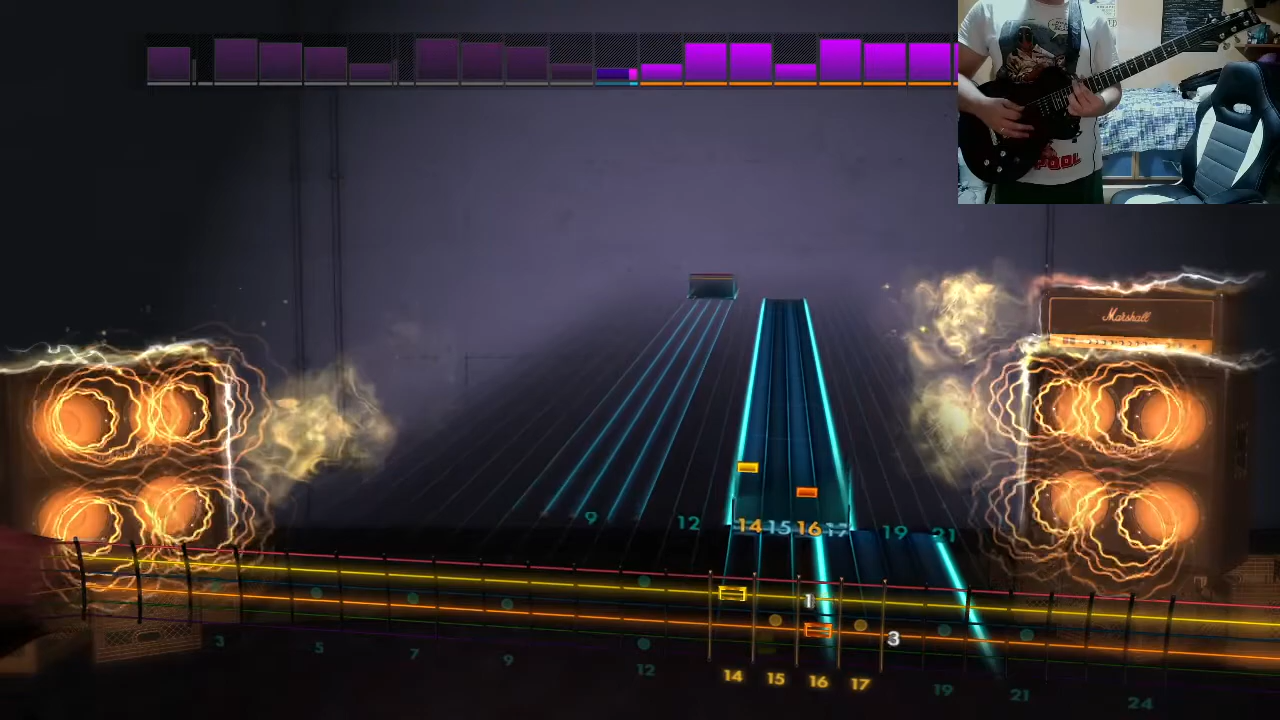 POOL
Marshall
9 12 14 15 16 17 19 21
1
3
3 5 7 9 12 14 15 16 17 19 21 24